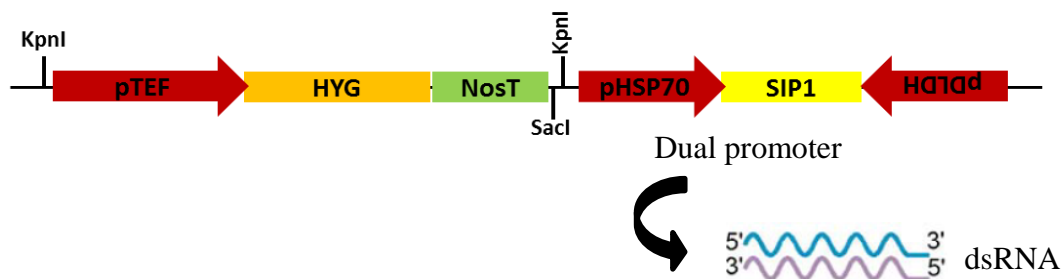 KpnI
KpnI
pTEF
HYG
NosT
pHSP70
SIP1
pDLDH
SacI
Dual promoter
5' 3'
3' 5'
dsRNA